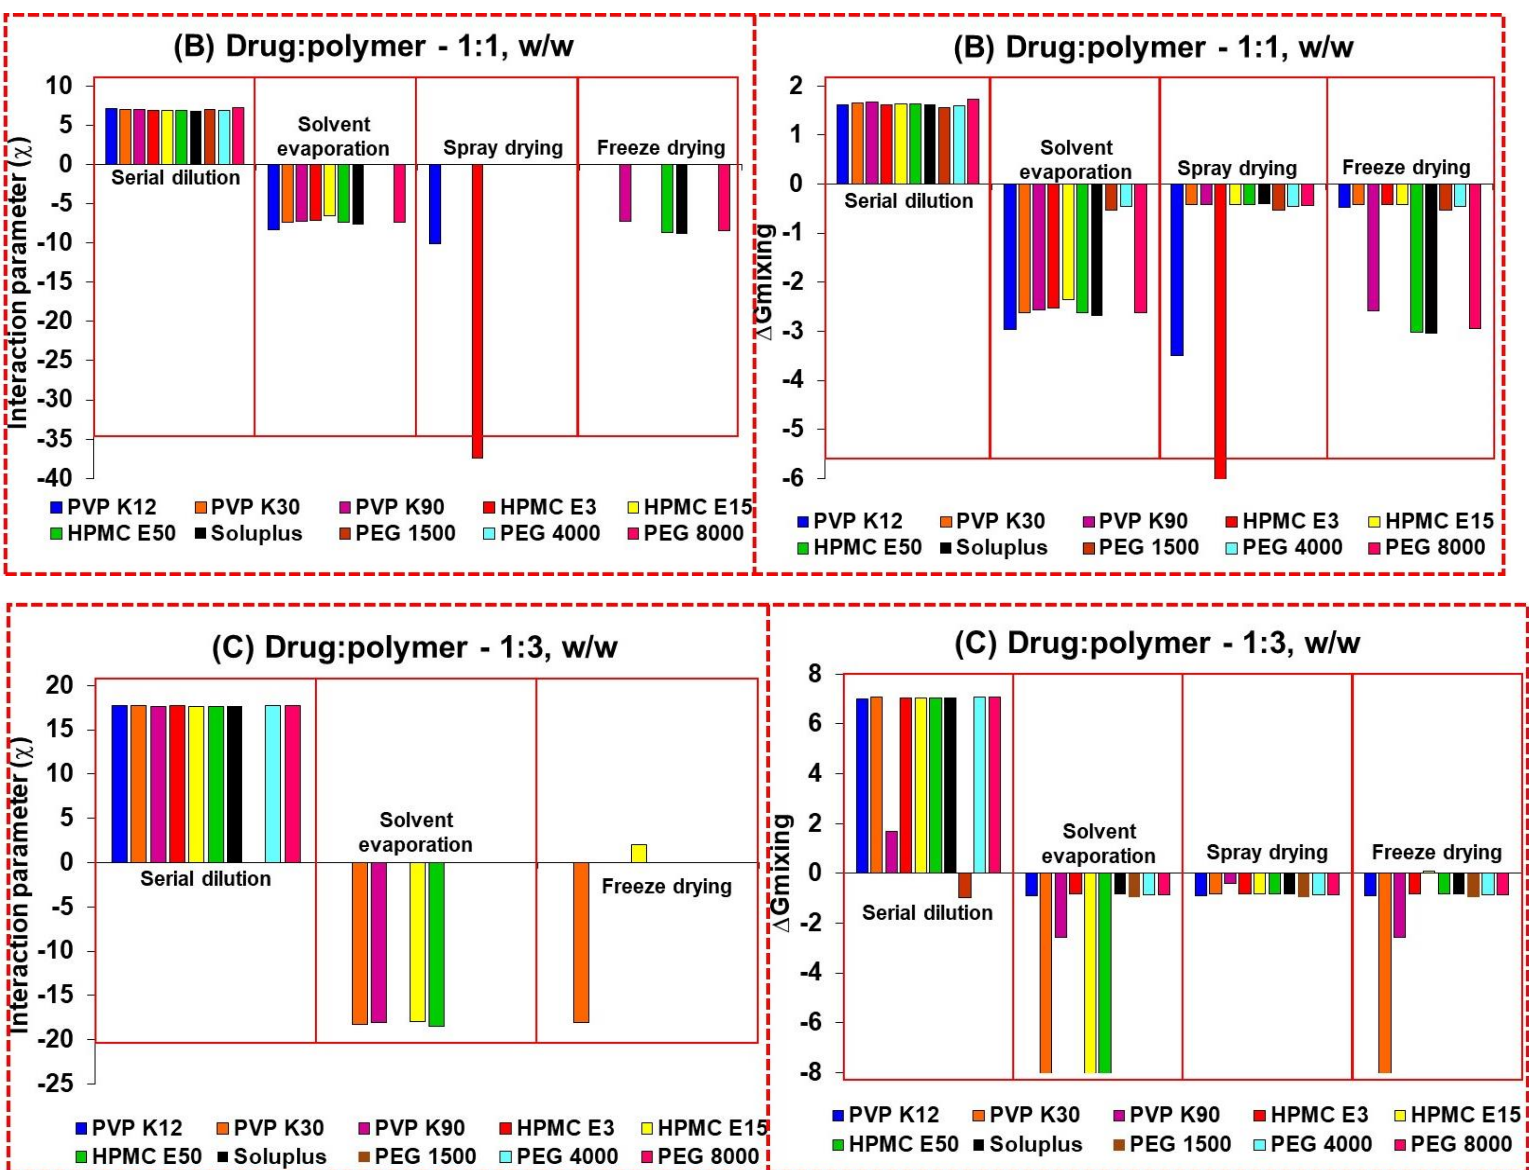 (B) Drug:polymer - 1:1, w/w
Interaction parameter (χ)
10
5
0
-5
-10
-15
-20
-25
-30
-35
-40
Serial dilution
Solvent
evaporation
Spray drying
Freeze drying
PVP K12 PVP K30 PVP K90 HPMC E3 HPMC E15
HPMC E50 Soluplus PEG 1500 PEG 4000 PEG 8000
(B) Drug:polymer - 1:1, w/w
ΔGmixing
2
1
0
-1
-2
-3
-4
-5
-6
Serial dilution
Solvent
evaporation
Spray drying
Freeze drying
PVP K12 PVP K30 PVP K90 HPMC E3 HPMC E15
HPMC E50 Soluplus PEG 1500 PEG 4000 PEG 8000
(C) Drug:polymer - 1:3, w/w
Interaction parameter (χ)
20
15
10
5
0
-5
-10
-15
-20
-25
Serial dilution
Solvent
evaporation
Freeze drying
PVP K12 PVP K30 PVP K90 HPMC E3 HPMC E15
HPMC E50 Soluplus PEG 1500 PEG 4000 PEG 8000
(C) Drug:polymer - 1:3, w/w
ΔGmixing
8
6
4
2
0
-2
-4
-6
-8
Serial dilution
Solvent
evaporation
Spray drying
Freeze drying
PVP K12 PVP K30 PVP K90 HPMC E3 HPMC E15
HPMC E50 Soluplus PEG 1500 PEG 4000 PEG 8000